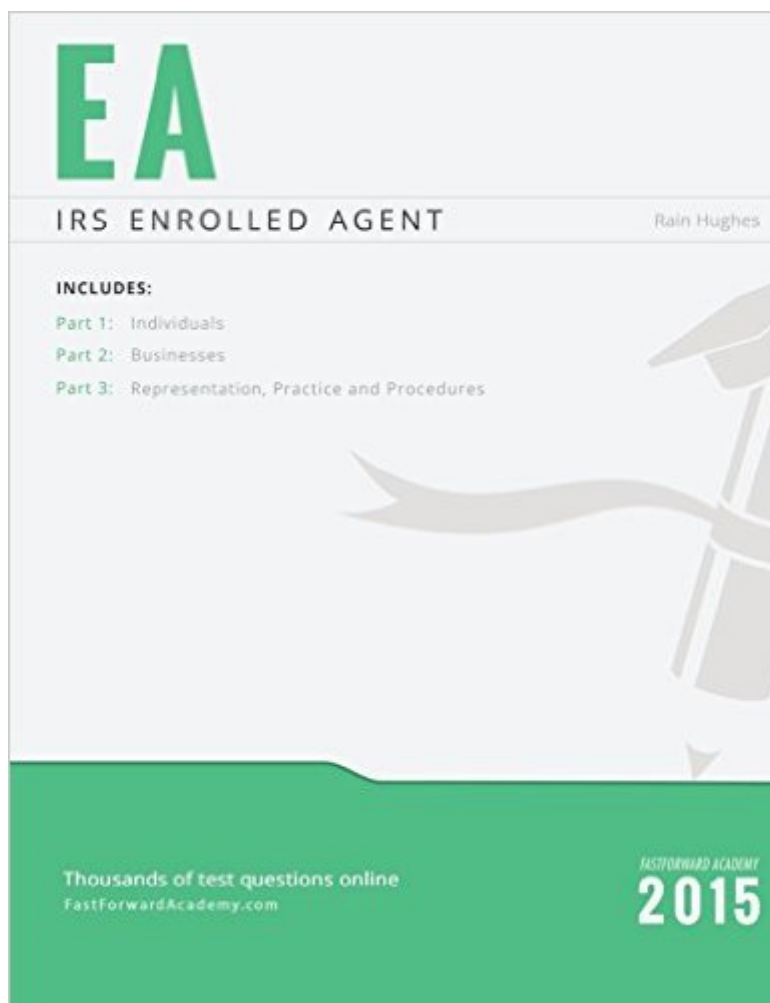 EA
IRS ENROLLED AGENT
Rain Hughes
INCLUDES:
Part 1: Individuals
Part 2: Businesses
Part 3: Representation, Practice and Procedures
Thousands of test questions online
FastForwardAcademy.com
FASTFORWARD ACADEMY
2015